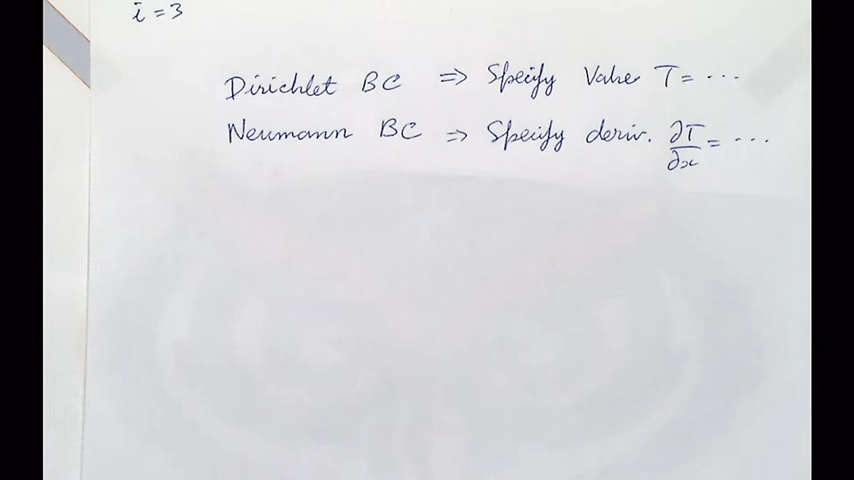 i = 3
Dirichlet BC => Specify Value T = ...
Neumann BC => Specify deriv. ∂T/∂x = ...